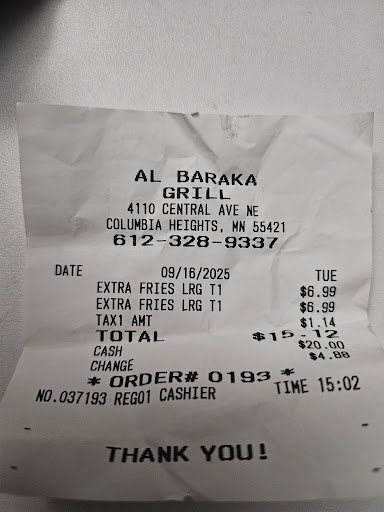 AL BARAKA
GRILL
4110 CENTRAL AVE NE
COLUMBIA HEIGHTS, MN 55421
612-328-9337
DATE 09/16/2025 TUE
EXTRA FRIES LRG T1 $6.99
EXTRA FRIES LRG T1 $6.99
TAX1 AMT $1.14
TOTAL $15.12
CASH $20.00
CHANGE $4.88
* ORDER# 0193 *
NO.037193 REG01 CASHIER TIME 15:02
THANK YOU!